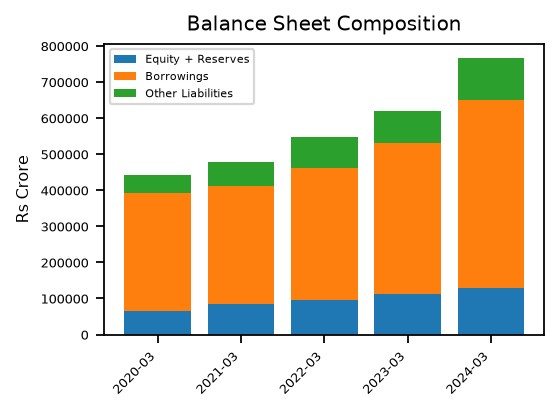 Balance Sheet Composition
Equity + Reserves
Borrowings
Other Liabilities
Rs Crore
800000
700000
600000
500000
400000
300000
200000
100000
0
2020-03
2021-03
2022-03
2023-03
2024-03